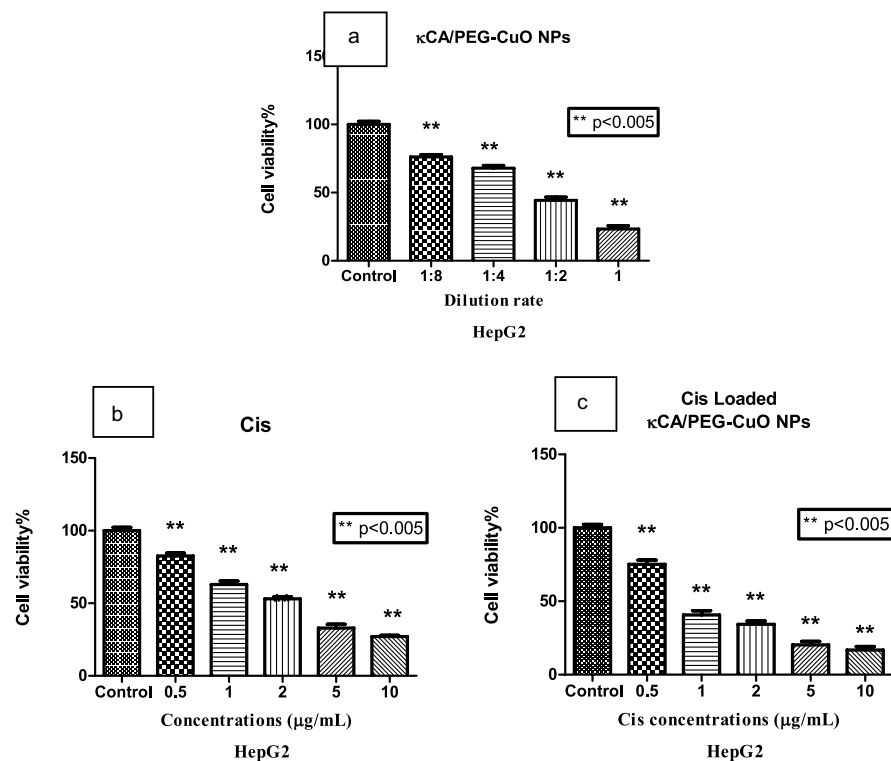 a
κCA/PEG-CuO NPs
Cell viability%
150
100
50
0
** p<0.005
**
**
**
**
Control 1:8 1:4 1:2 1
Dilution rate
HepG2
b
Cis
Cell viability%
150
100
50
0
** p<0.005
**
**
**
**
**
Control 0.5 1 2 5 10
Concentrations (μg/mL)
HepG2
c
Cis Loaded
κCA/PEG-CuO NPs
Cell viability%
150
100
50
0
** p<0.005
**
**
**
**
**
Control 0.5 1 2 5 10
Cis concentrations (μg/mL)
HepG2